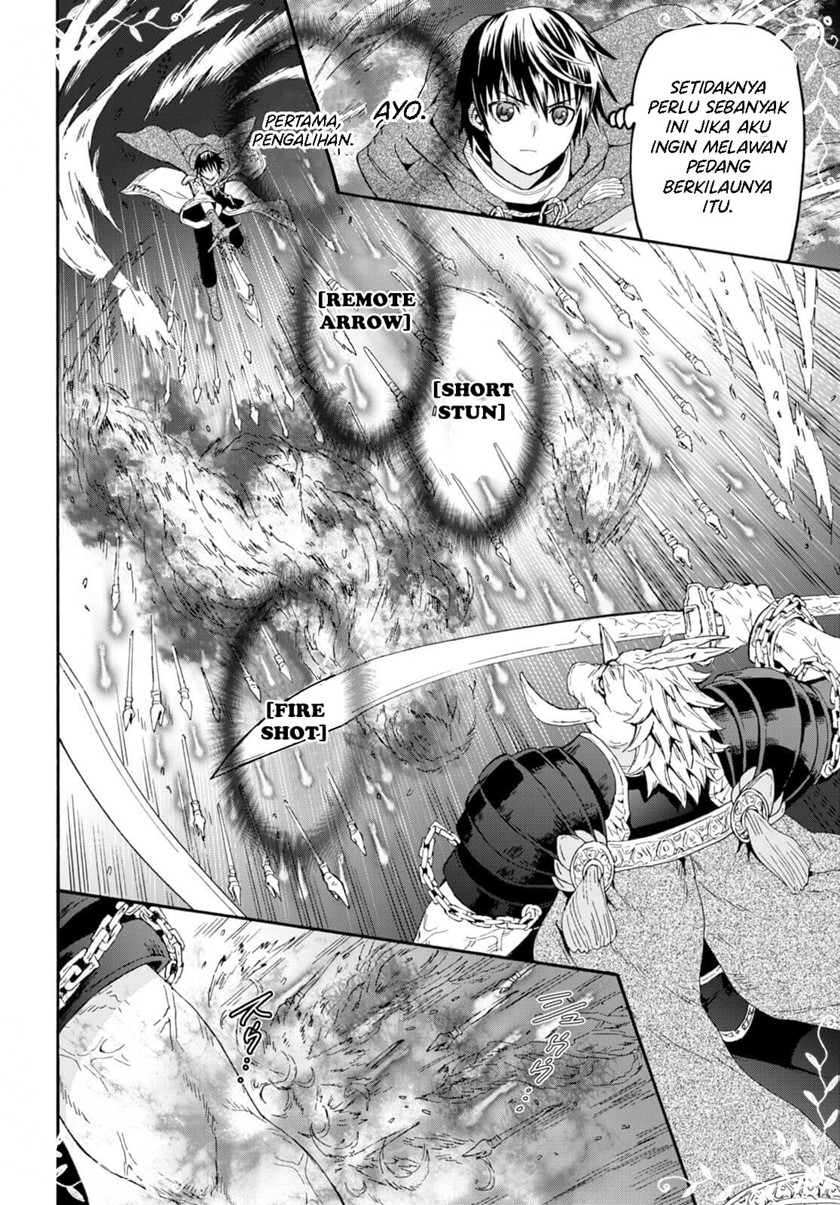 SETIDAKNYA
PERLU SEBANYAK
INI JIKA AKU
INGIN MELAWAN
PEDANG
BERKILAUNYA
ITU.
AYO.
PERTAMA,
PENGALIHAN.
[REMOTE
ARROW]
[SHORT
STUN]
[FIRE
SHOT]